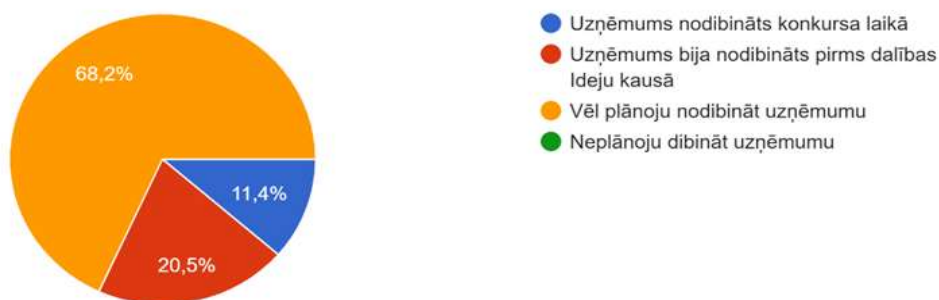 68,2%
11,4%
20,5%
Uzņēmums nodibināts konkursa laikā
Uzņēmums bija nodibināts pirms dalības
Ideju kausā
Vēl plānoju nodibināt uzņēmumu
Neplānoju dibināt uzņēmumu